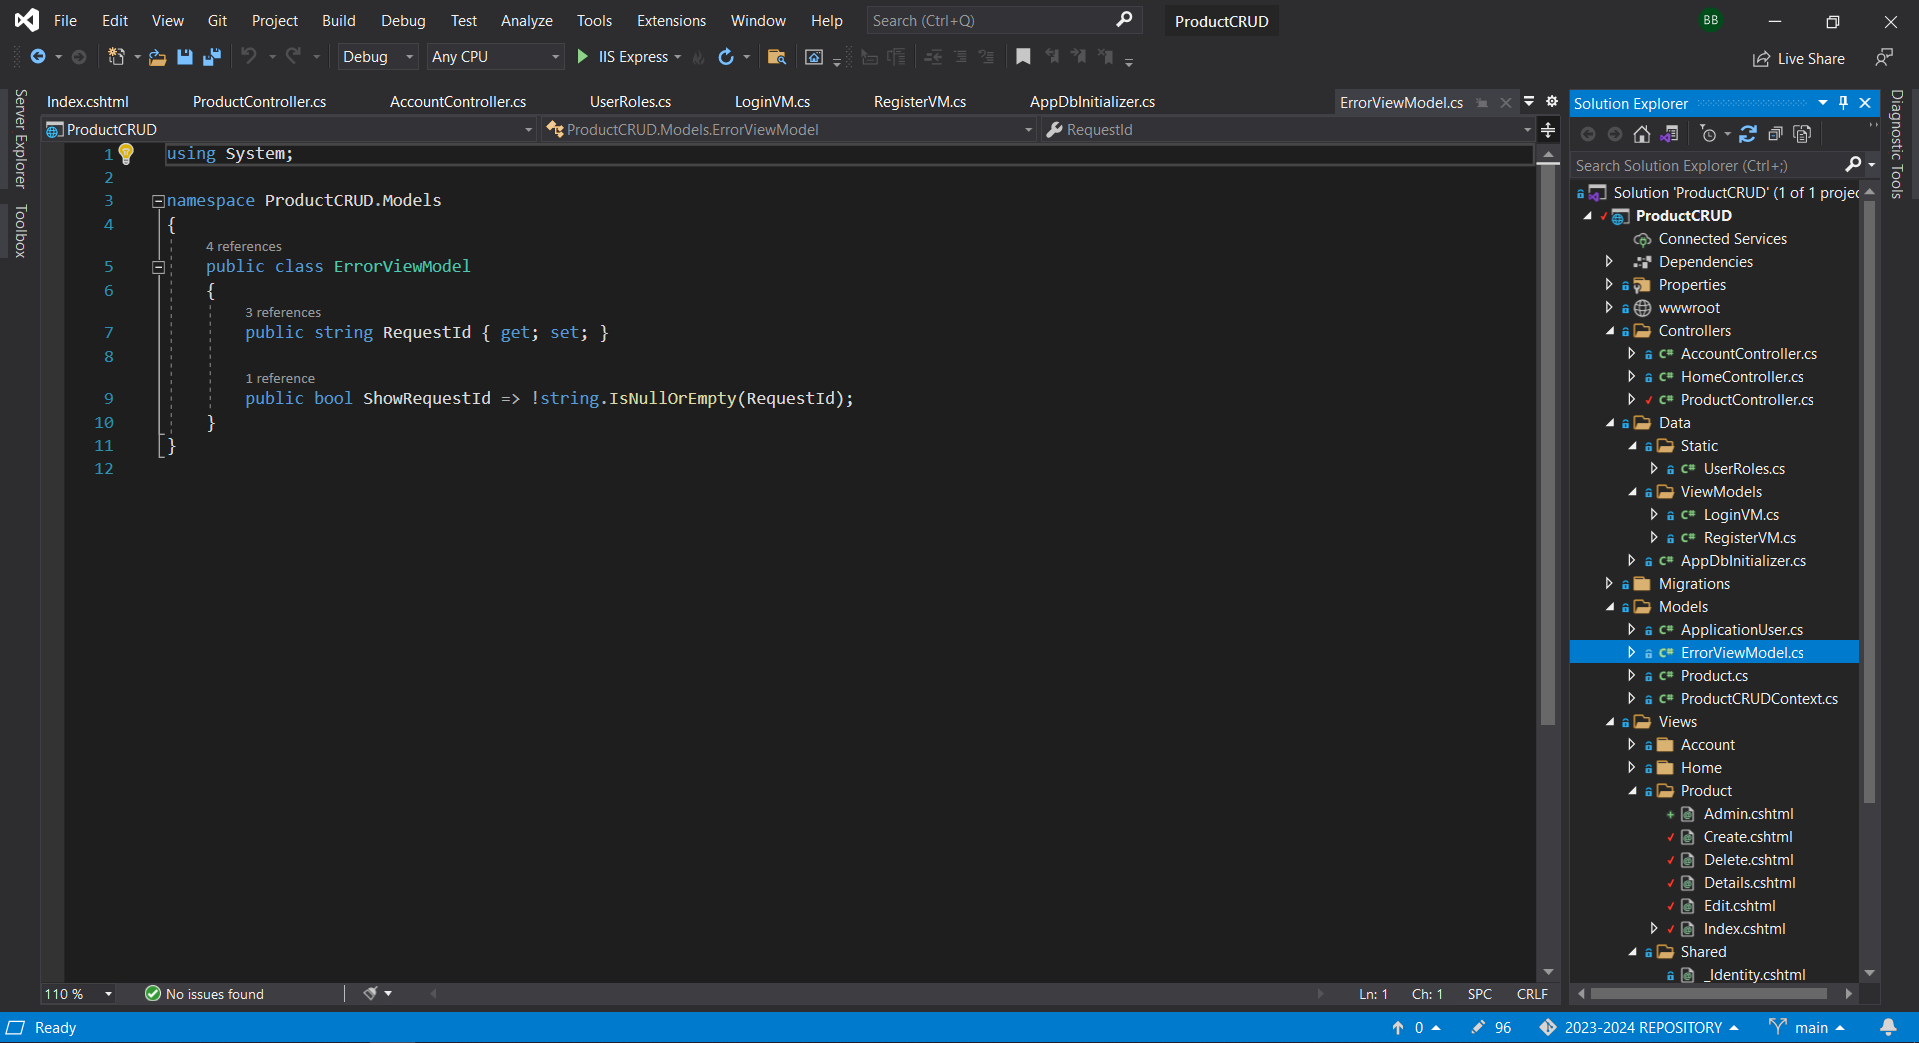 File Edit View Git Project Build Debug Test Analyze Tools Extensions Window Help Search (Ctrl+Q) ProductCRUD BB
Debug Any CPU IIS Express Live Share
Server Explorer
Toolbox
Index.cshtml ProductController.cs AccountController.cs UserRoles.cs LoginVM.cs RegisterVM.cs AppDbInitializer.cs ErrorViewModel.cs
ProductCRUD ProductCRUD.Models.ErrorViewModel RequestId
1 using System;
2
3 namespace ProductCRUD.Models
4 {
4 references
5 public class ErrorViewModel
6 {
3 references
7 public string RequestId { get; set; }
8
1 reference
9 public bool ShowRequestId => !string.IsNullOrEmpty(RequestId);
10 }
11 }
12
110 % No issues found Ln: 1 Ch: 1 SPC CRLF
Solution Explorer
Search Solution Explorer (Ctrl+;)
Solution 'ProductCRUD' (1 of 1 projec
ProductCRUD
Connected Services
Dependencies
Properties
wwwroot
Controllers
C# AccountController.cs
C# HomeController.cs
C# ProductController.cs
Data
Static
C# UserRoles.cs
ViewModels
C# LoginVM.cs
C# RegisterVM.cs
C# AppDbInitializer.cs
Migrations
Models
C# ApplicationUser.cs
C# ErrorViewModel.cs
C# Product.cs
C# ProductCRUDContext.cs
Views
Account
Home
Product
Admin.cshtml
Create.cshtml
Delete.cshtml
Details.cshtml
Edit.cshtml
Index.cshtml
Shared
_Identity.cshtml
Diagnostic Tools
Ready 0 96 2023-2024 REPOSITORY main